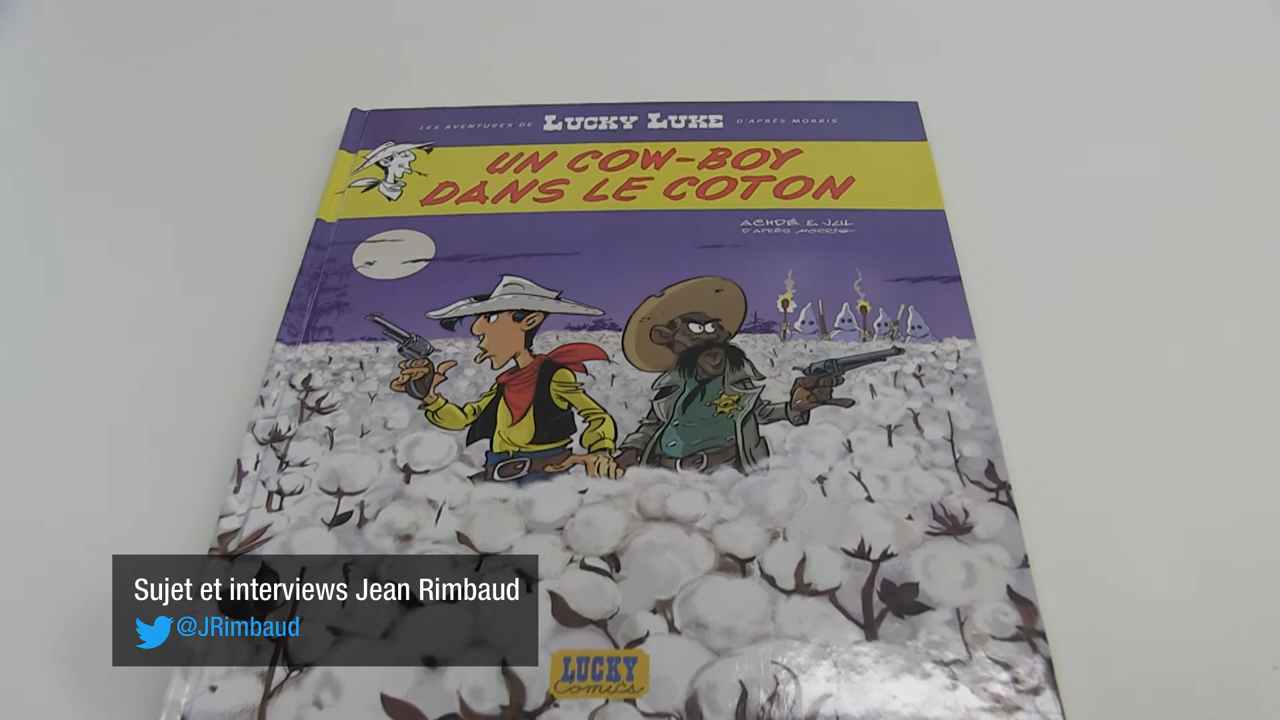 LES AVENTURES DE LUCKY LUKE D'APRÈS MORRIS
UN COW-BOY
DANS LE COTON
ACHDÉ & JUL
D'APRÈS MORRIS
Sujet et interviews Jean Rimbaud
@JRimbaud
LUCKY
Comics